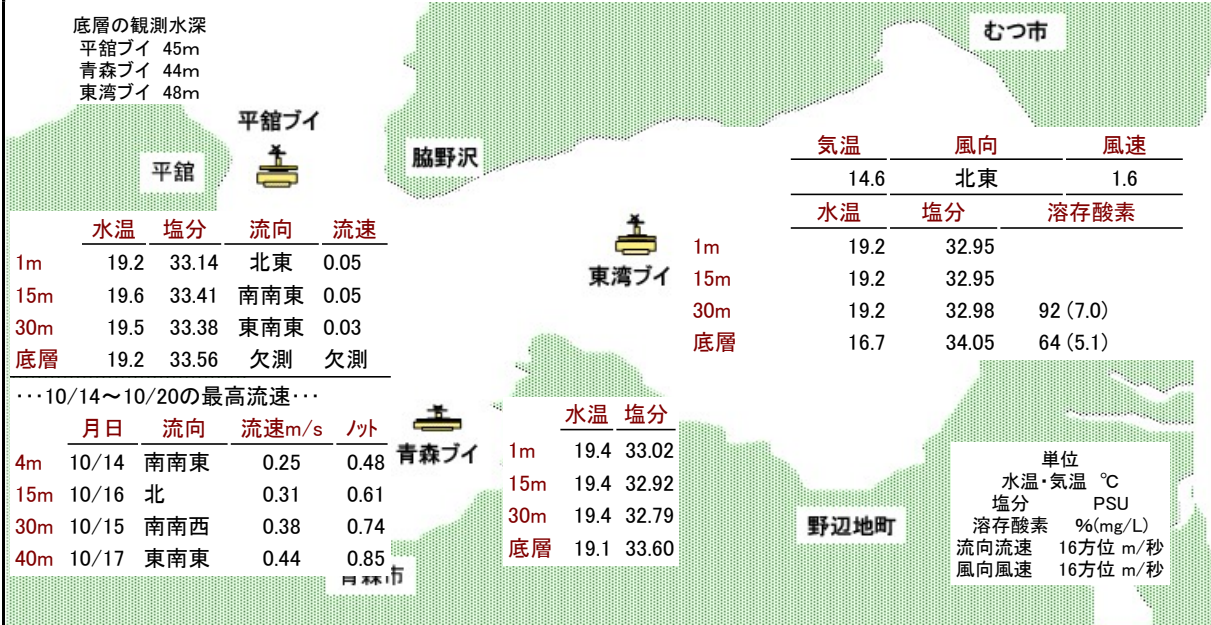 底層の観測水深
平舘ブイ 45m
青森ブイ 44m
東湾ブイ 48m
むつ市
平舘ブイ
脇野沢
平舘
水温 塩分 流向 流速
1m 19.2 33.14 北東 0.05
15m 19.6 33.41 南南東 0.05
30m 19.5 33.38 東南東 0.03
底層 19.2 33.56 欠測 欠測
気温 風向 風速
14.6 北東 1.6
水温 塩分 溶存酸素
1m 19.2 32.95
15m 19.2 32.95
30m 19.2 32.98 92 (7.0)
底層 16.7 34.05 64 (5.1)
東湾ブイ
…10/14～10/20の最高流速…
月日 流向 流速m/s ノット
4m 10/14 南南東 0.25 0.48
15m 10/16 北 0.31 0.61
30m 10/15 南南西 0.38 0.74
40m 10/17 東南東 0.44 0.85
青森ブイ
水温 塩分
1m 19.4 33.02
15m 19.4 32.92
30m 19.4 32.79
底層 19.1 33.60
青森市
野辺地町
単位
水温・気温 ℃
塩分 PSU
溶存酸素 %(mg/L)
流向流速 16方位 m/秒
風向風速 16方位 m/秒